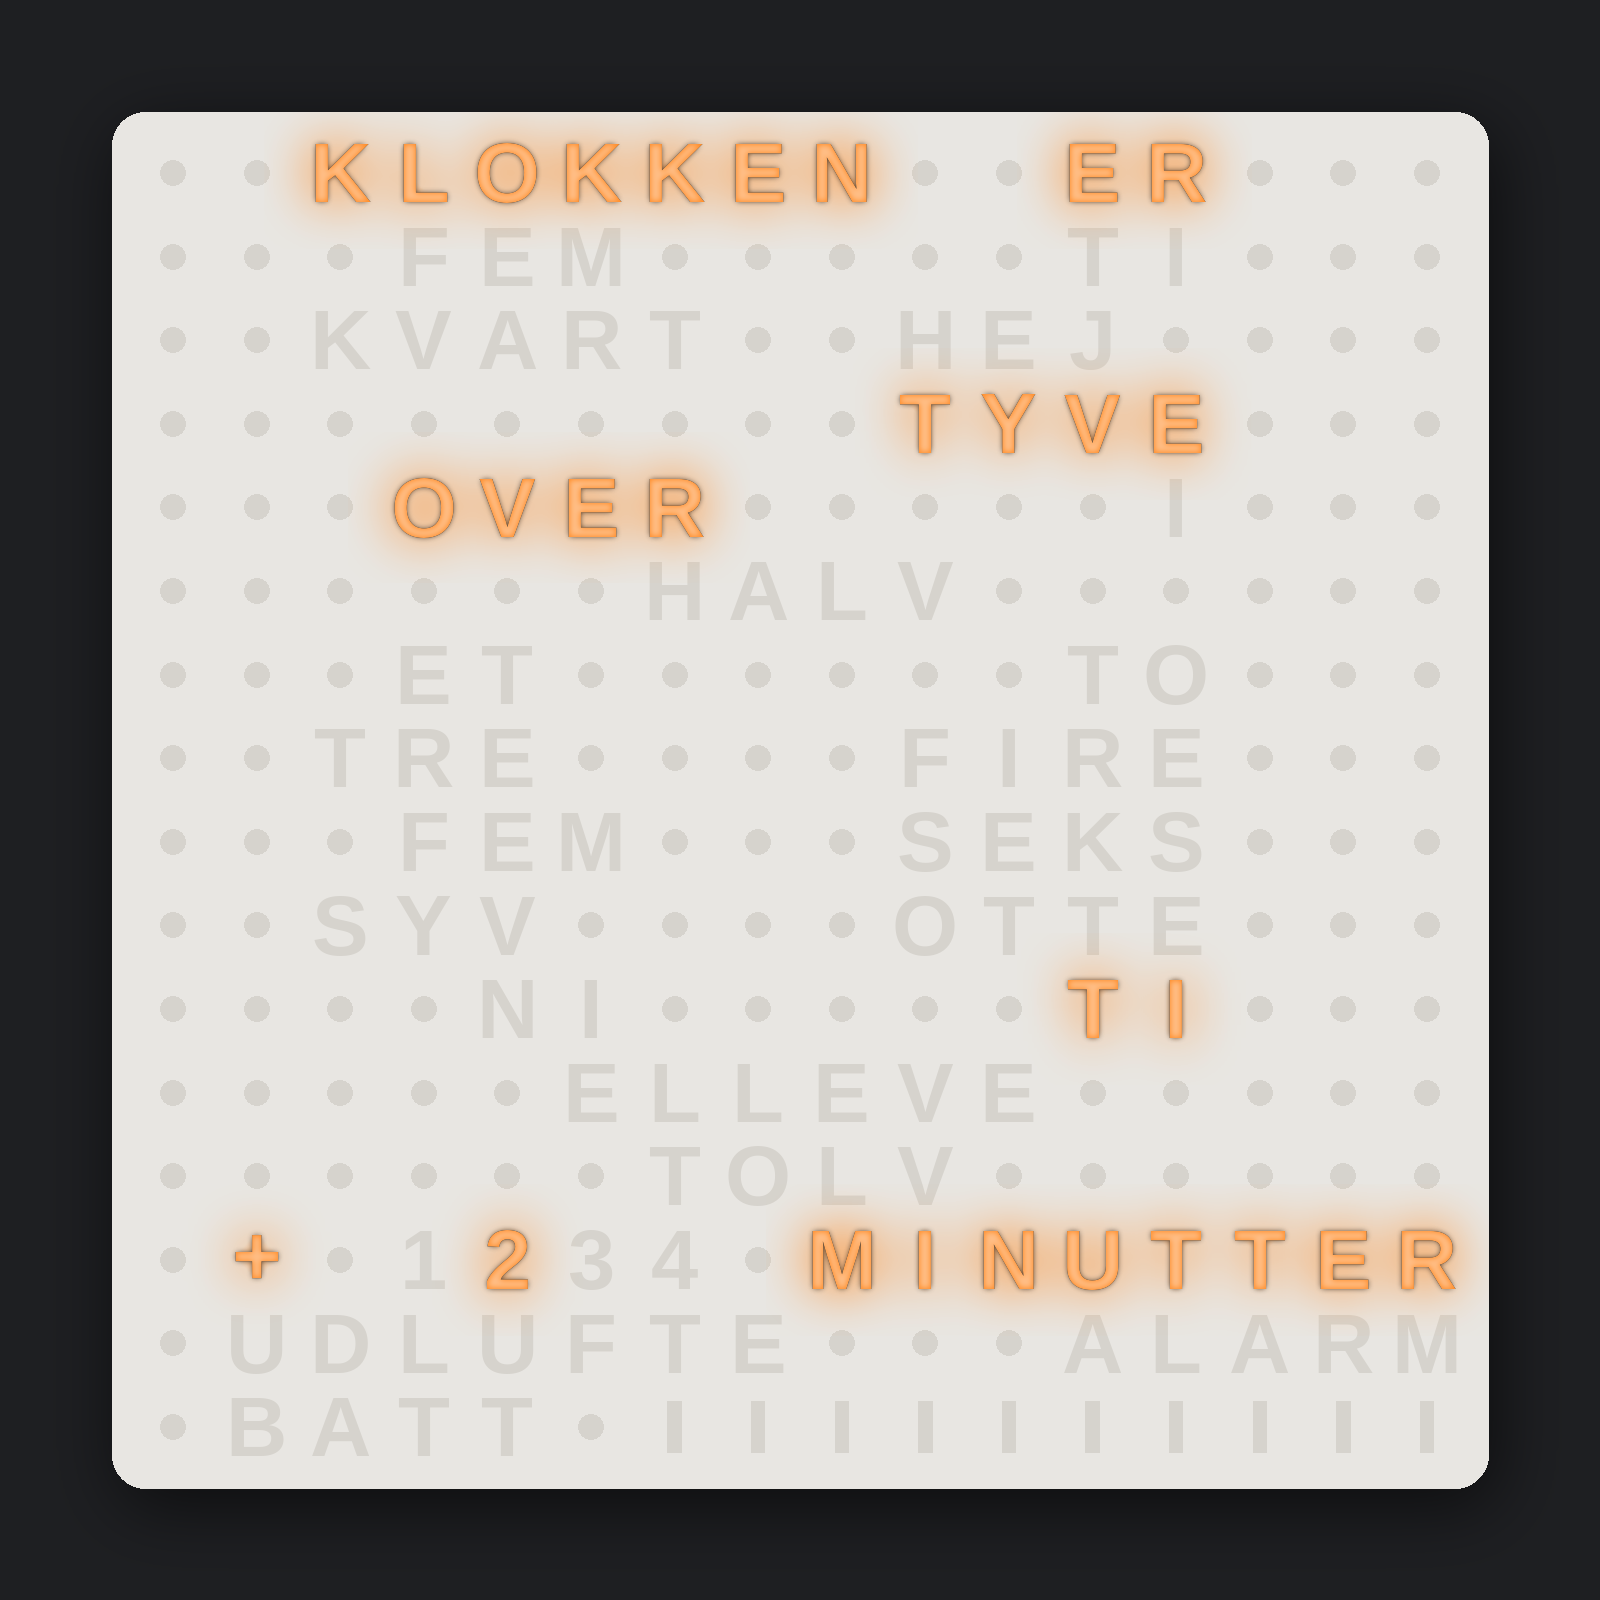 KLOKKEN ER
FEM TI
KVART HEJ
TYVE
OVER I
HALV
ET TO
TRE FIRE
FEM SEKS
SYV OTTE
NI TI
ELLEVE
TOLV
+ 1 2 3 4 MINUTTER
UDLUFTE ALARM
BATT I I I I I I I I I I